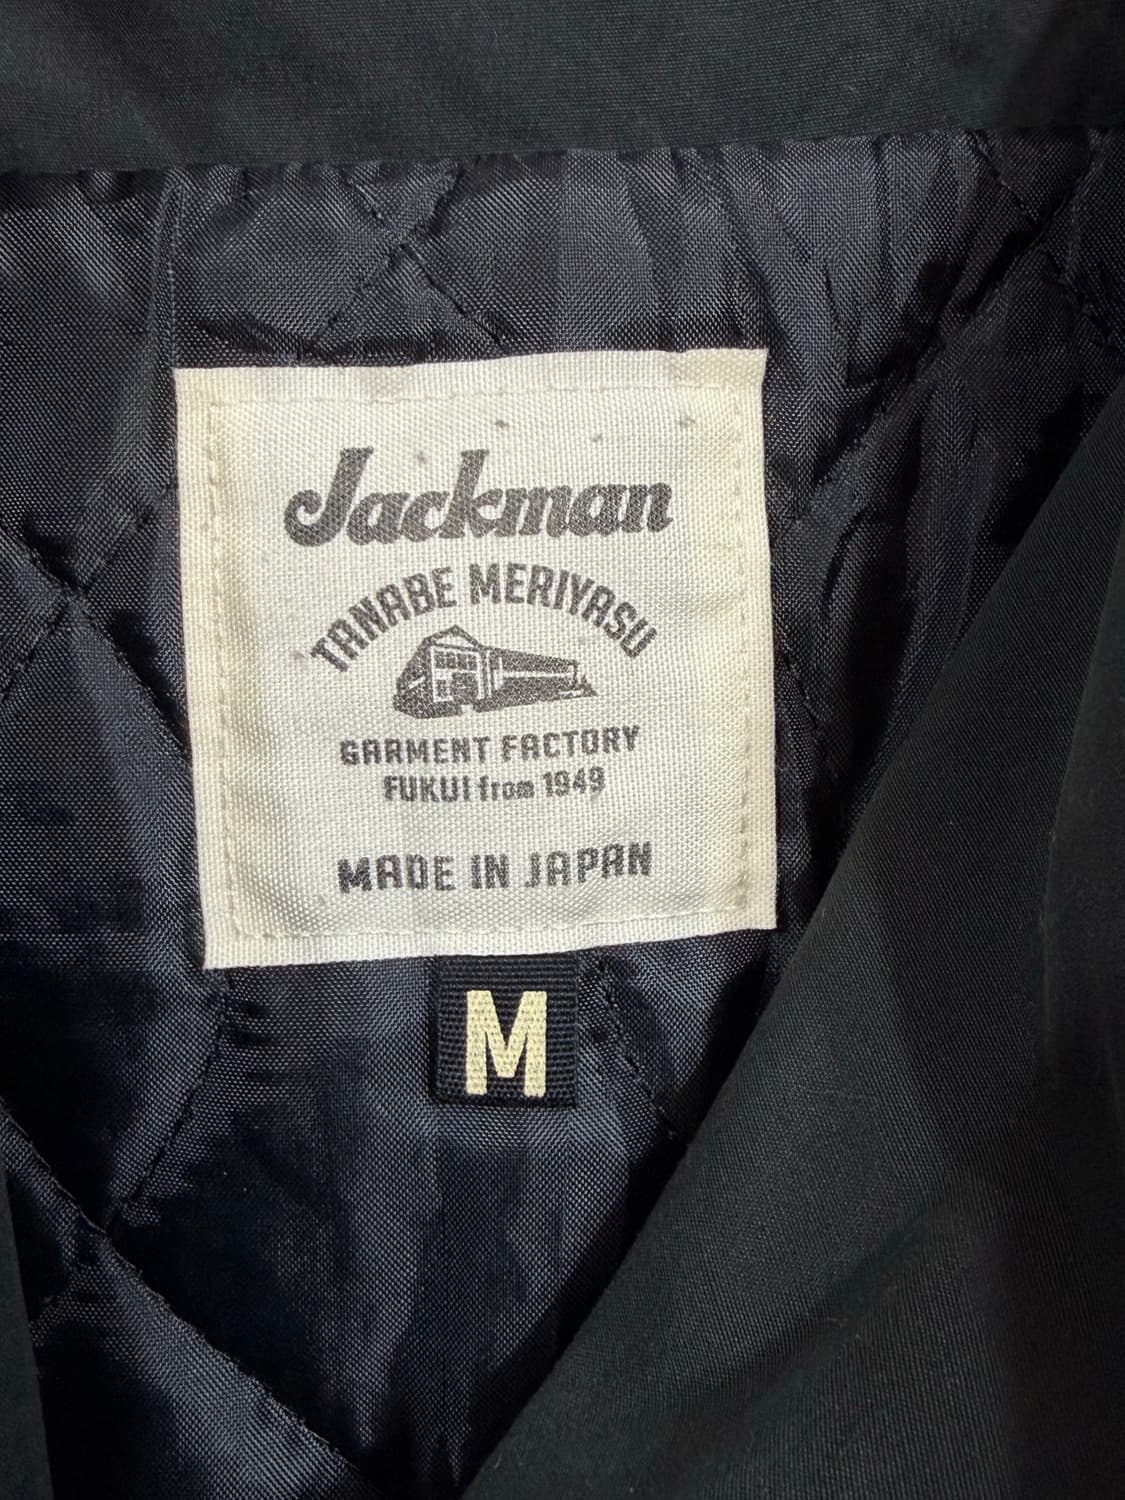 Jackman
TANABE MERIYASU
GARMENT FACTORY
FUKUI from 1949
MADE IN JAPAN
M